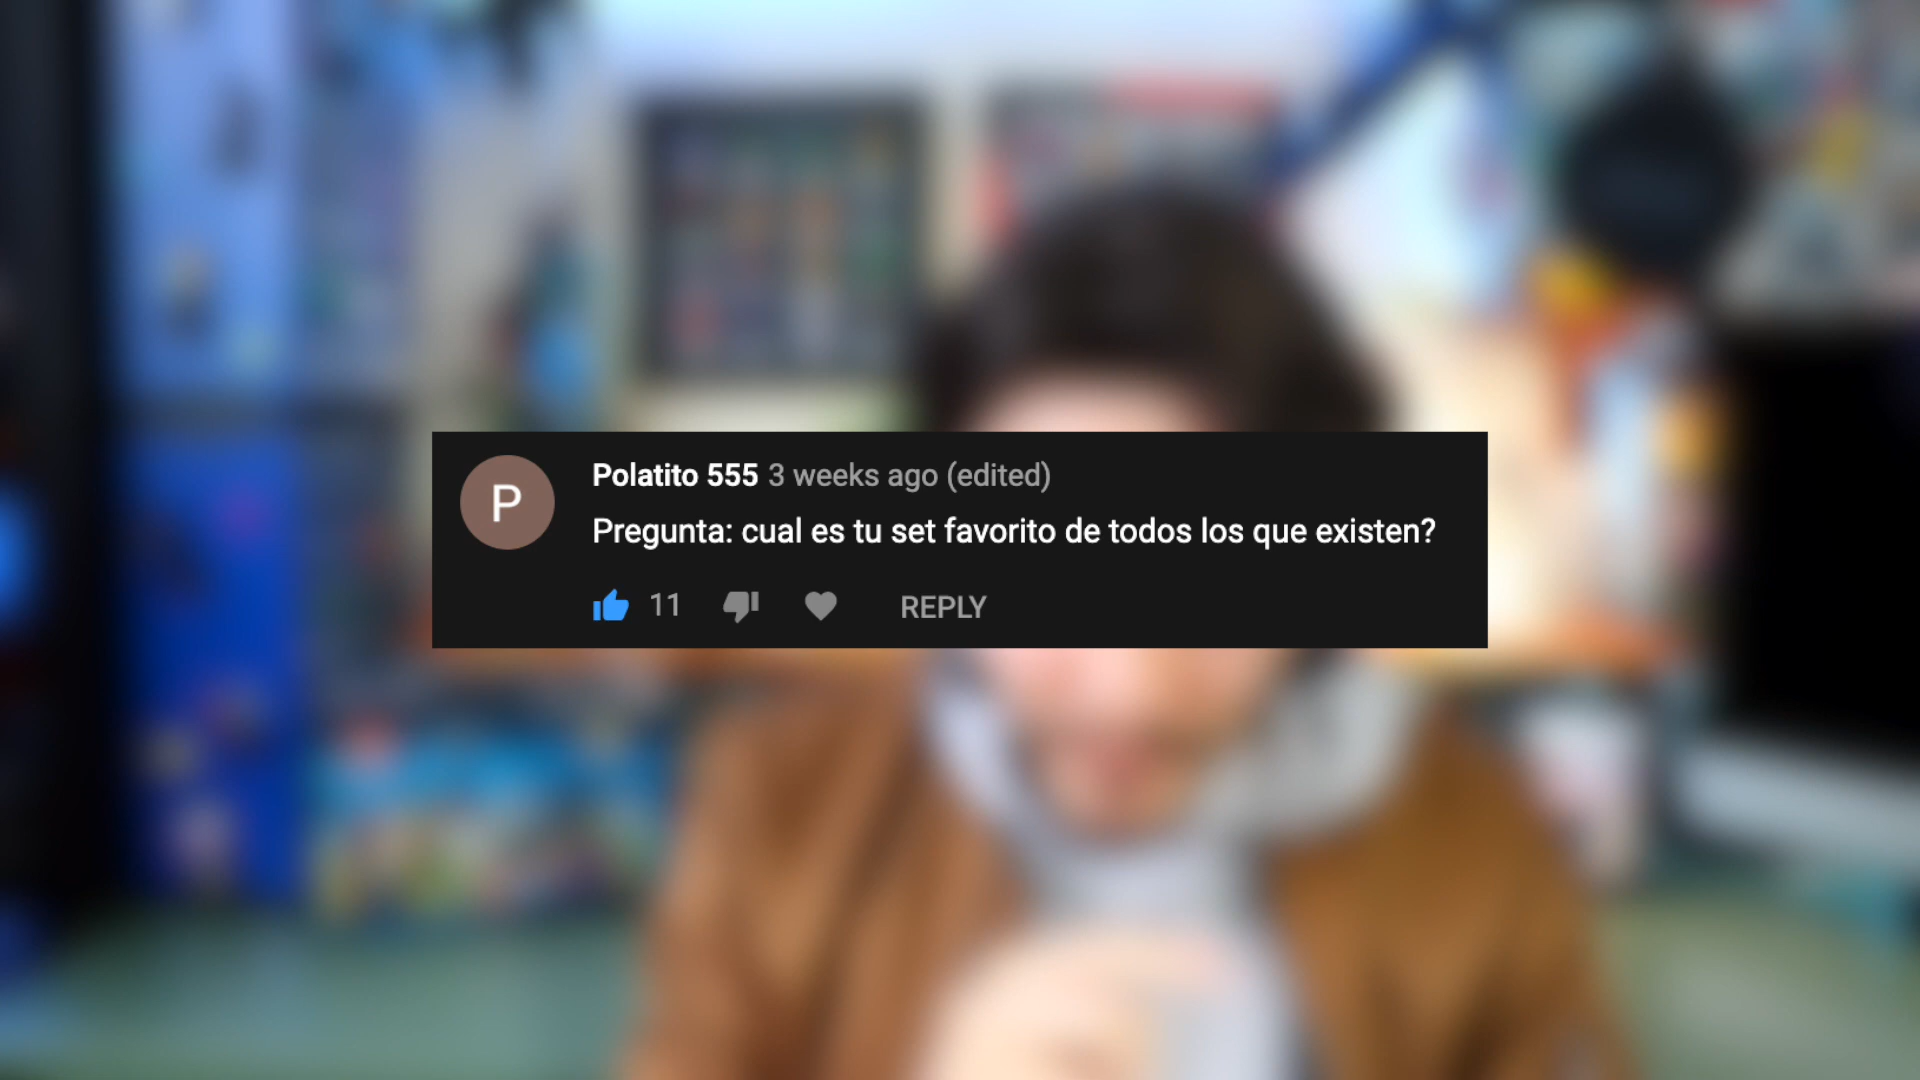 P
Polatito 555 3 weeks ago (edited)
Pregunta: cual es tu set favorito de todos los que existen?
11
REPLY